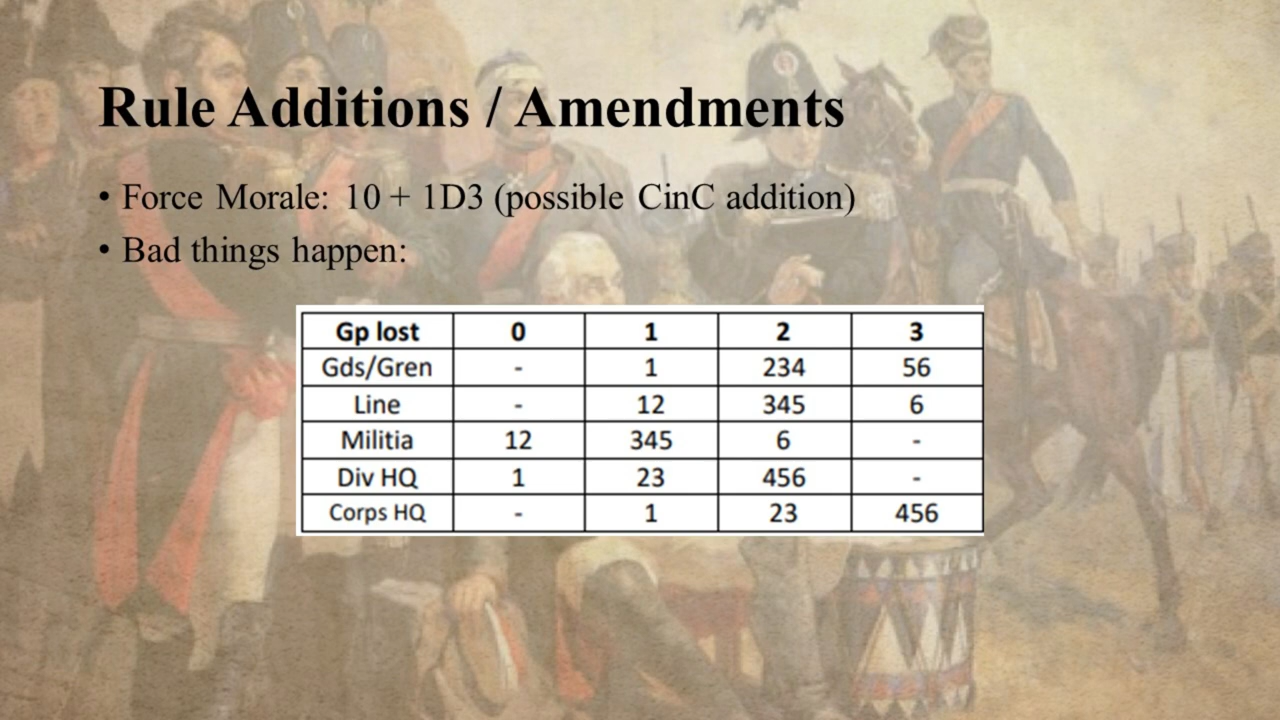 Rule Additions / Amendments
• Force Morale: 10 + 1D3 (possible CinC addition)
• Bad things happen:
Gp lost 0 1 2 3
Gds/Gren - 1 234 56
Line - 12 345 6
Militia 12 345 6 -
Div HQ 1 23 456 -
Corps HQ - 1 23 456